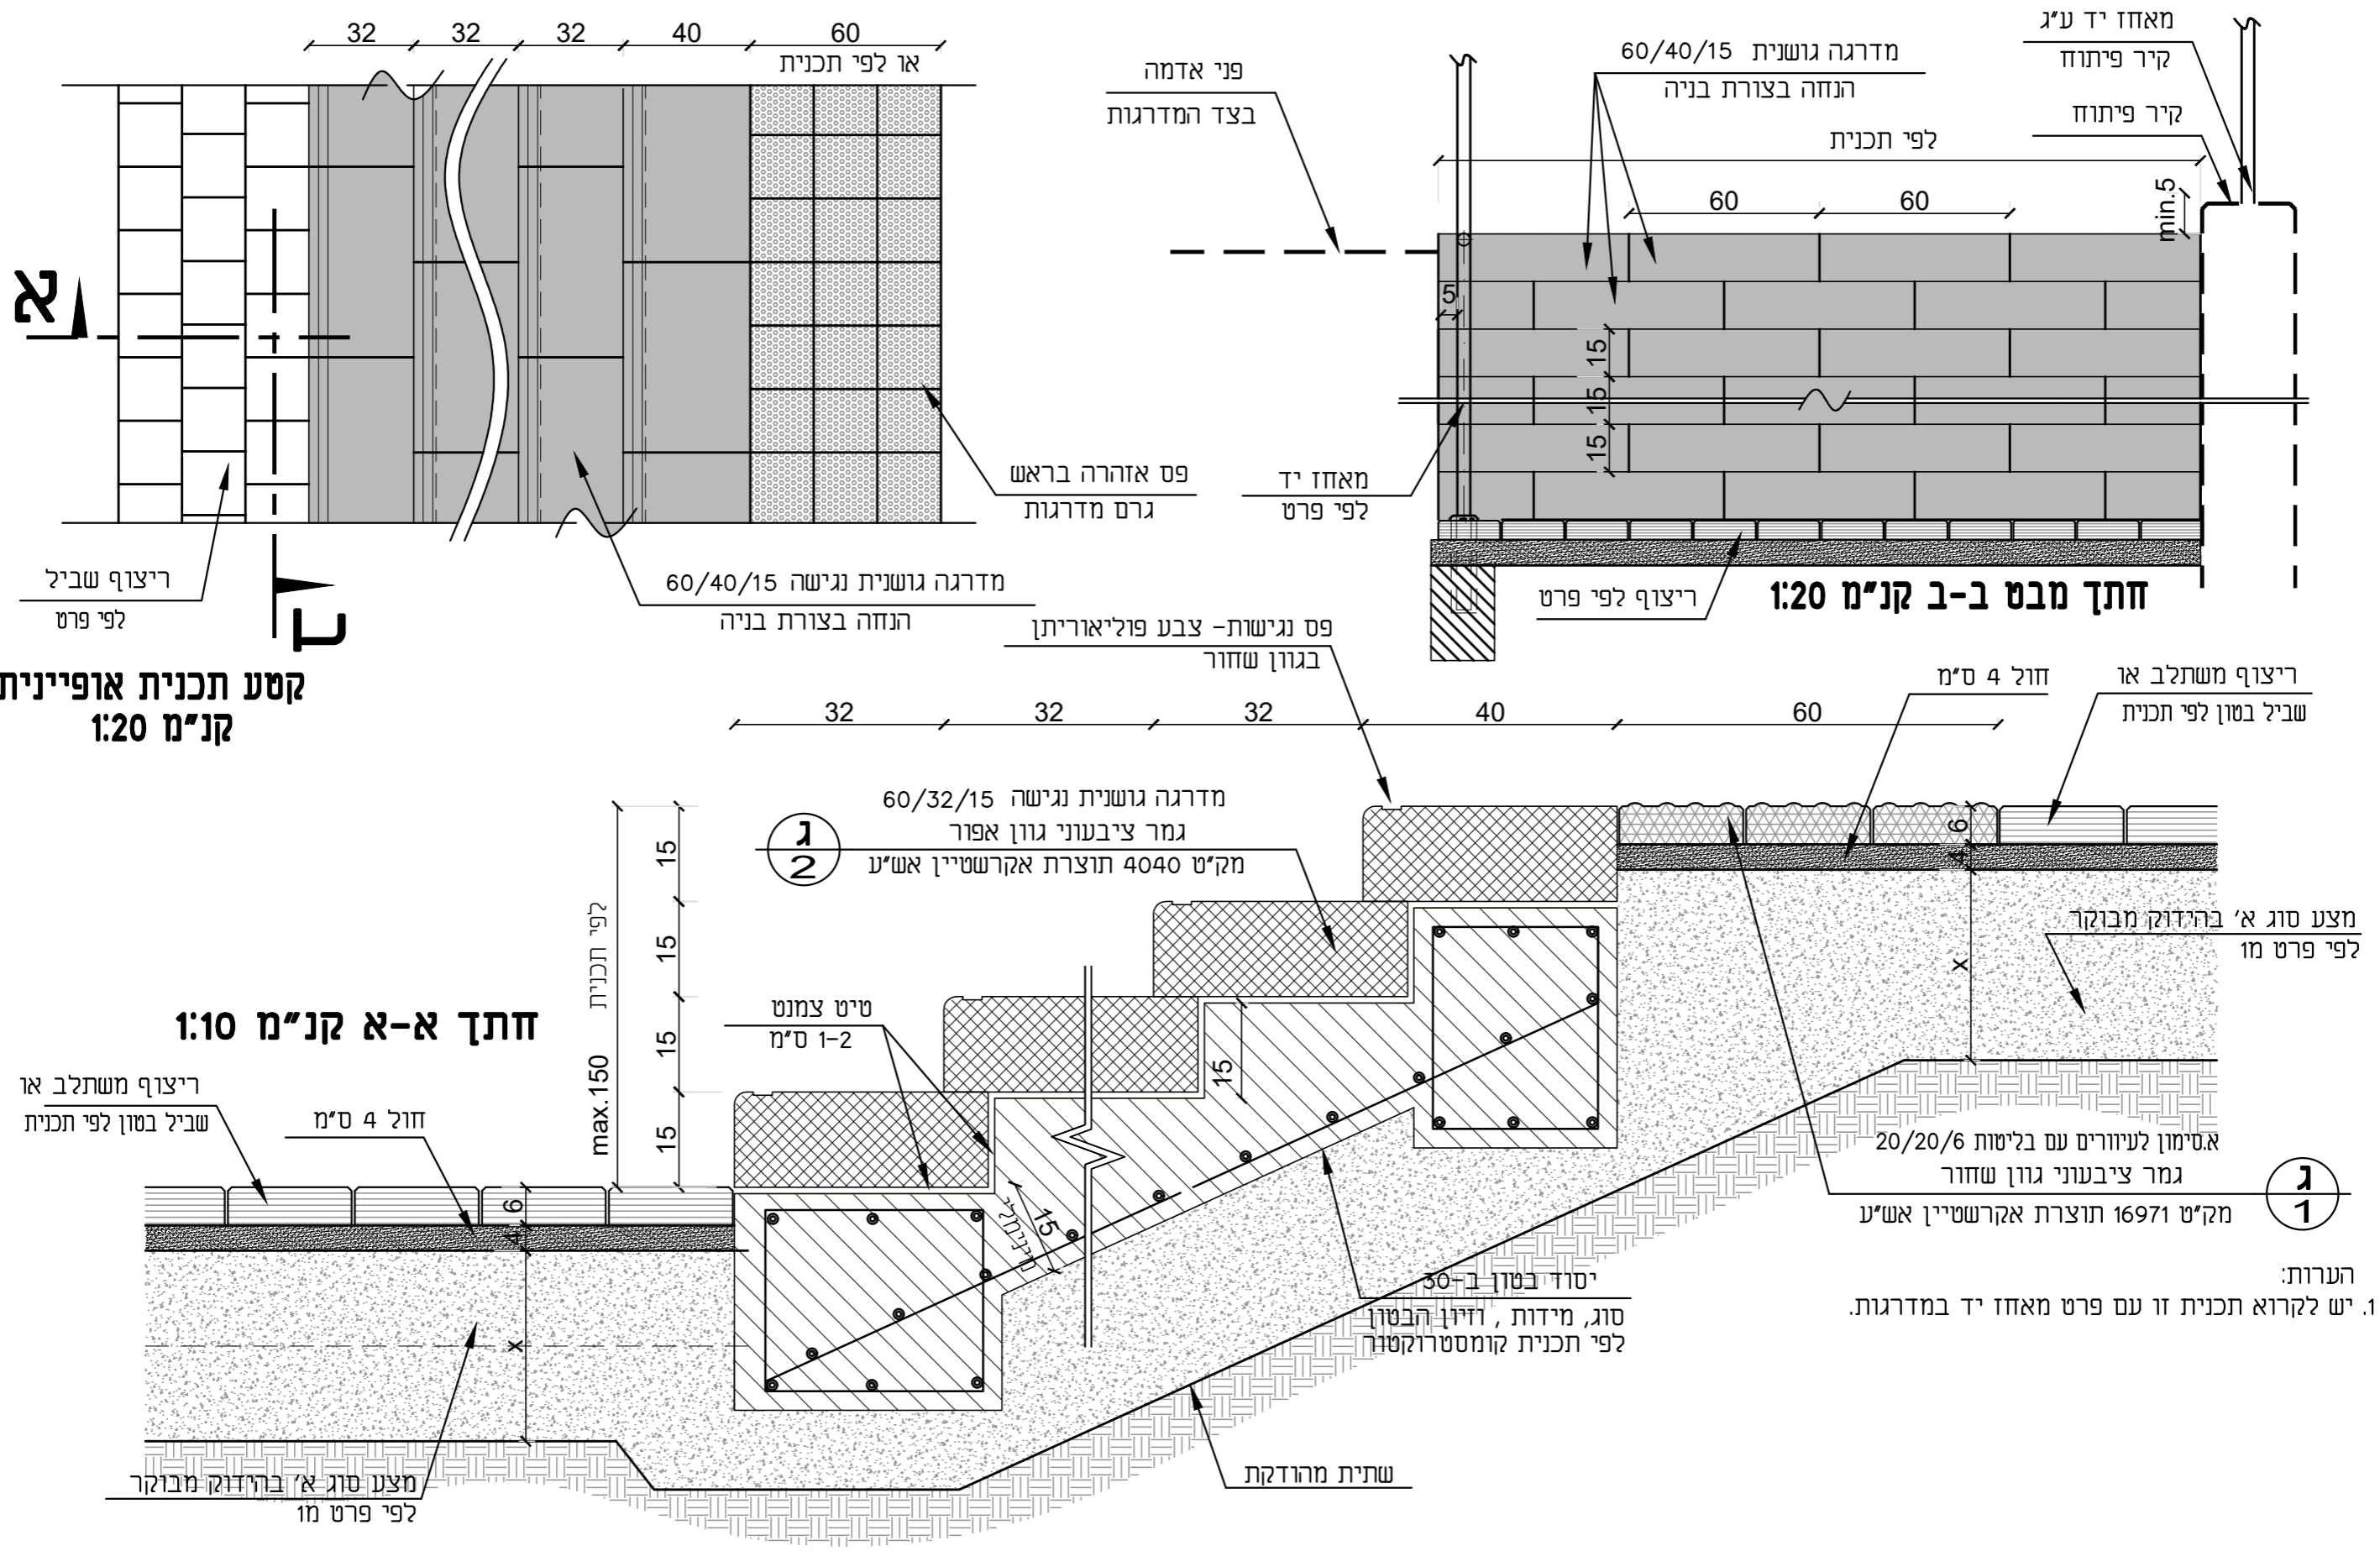 32
32
32
40
60
או לפי תכנית
א
ריצוף שביל
לפי פרט
ב
קטע תכנית אופיינית
קנ"מ 1:20
פס אזהרה בראש
גרם מדרגות
מדרגה גושנית נגישה 60/40/15
הנחה בצורת בניה
פני אדמה
בצד המדרגות
מדרגה גושנית 60/40/15
הנחה בצורת בניה
מאחז יד ע"ג
קיר פיתוח
קיר פיתוח
לפי תכנית
60
60
min.5
5
15
15
15
מאחז יד
לפי פרט
ריצוף לפי פרט
חתך מבט ב-ב קנ"מ 1:20
פס נגישות- צבע פוליאוריתן
בגוון שחור
חול 4 ס"מ
ריצוף משתלב או
שביל בטון לפי תכנית
32
32
32
40
60
מדרגה גושנית נגישה 60/32/15
גמר ציבעוני גוון אפור
מק"ט 4040 תוצרת אקרשטיין אש"ע
ג
2
לפי תכנית
max.150
15
15
15
15
6
4
x
מצע סוג א' בהידוק מבוקר
לפי פרט מ1
חתך א-א קנ"מ 1:10
טיט צמנט
1-2 ס"מ
15
15
מינימלי
ריצוף משתלב או
שביל בטון לפי תכנית
חול 4 ס"מ
6
4
x
א.סימון לעיוורים עם בליטות 20/20/6
גמר ציבעוני גוון שחור
מק"ט 16971 תוצרת אקרשטיין אש"ע
ג
1
יסוד בטון ב-30
סוג, מידות , וזיון הבטון
לפי תכנית קומסטרוקטור
הערות:
1. יש לקרוא תכנית זו עם פרט מאחז יד במדרגות.
שתית מהודקת
מצע סוג א' בהידוק מבוקר
לפי פרט מ1